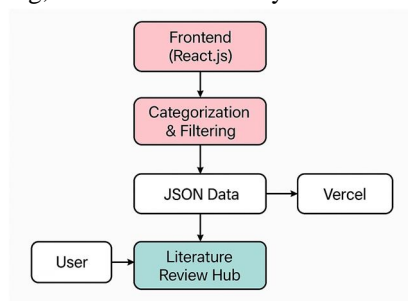 Frontend
(React.js)
Categorization
& Filtering
JSON Data
Vercel
User
Literature
Review Hub